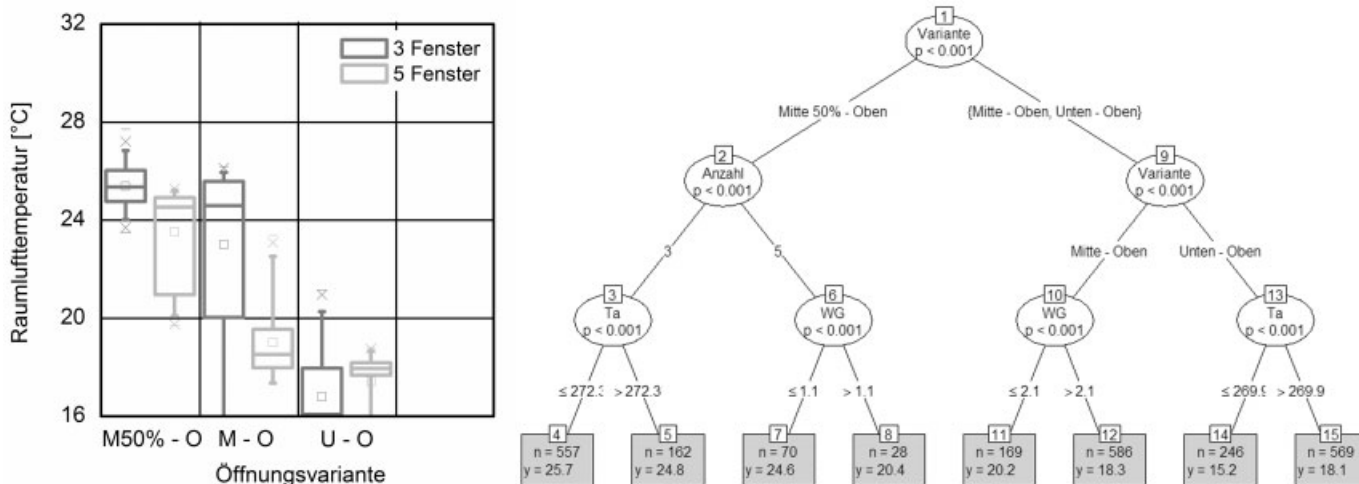 32
28
24
20
16
Raumlufttemperatur [°C]
3 Fenster
5 Fenster
M50% - O M - O U - O
Öffnungsvariante
1
Variante
p < 0.001
Mitte 50% - Oben {Mitte - Oben, Unten - Oben}
2 9
Anzahl Variante
p < 0.001 p < 0.001
3 5 Mitte - Oben Unten - Oben
3 6 10 13
Ta WG WG Ta
p < 0.001 p < 0.001 p < 0.001 p < 0.001
≤ 272.3 > 272.3 ≤ 1.1 > 1.1 ≤ 2.1 > 2.1 ≤ 269.9 > 269.9
4 5 7 8 11 12 14 15
n = 557 n = 162 n = 70 n = 28 n = 169 n = 586 n = 246 n = 569
y = 25.7 y = 24.8 y = 24.6 y = 20.4 y = 20.2 y = 18.3 y = 15.2 y = 18.1